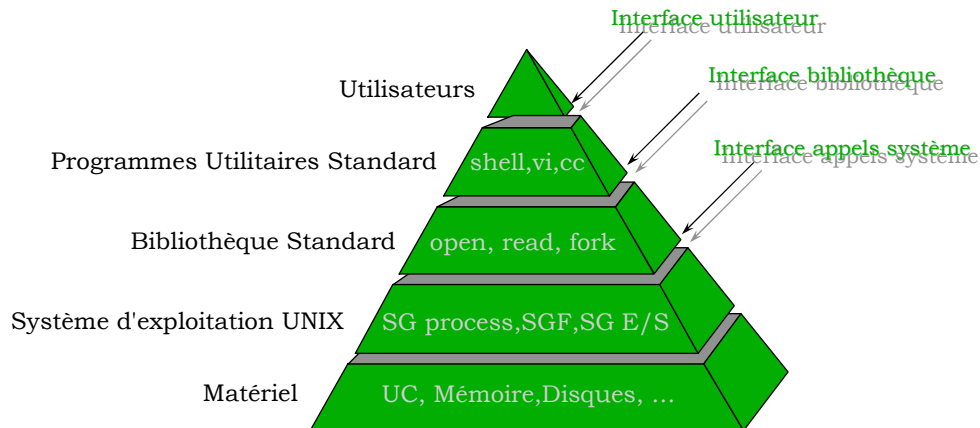 Interface utilisateur
Utilisateurs
Interface bibliothèque
Programmes Utilitaires Standard
shell,vi,cc
Interface appels système
Bibliothèque Standard
open, read, fork
Système d'exploitation UNIX
SG process,SGF,SG E/S
Matériel
UC, Mémoire,Disques, ...